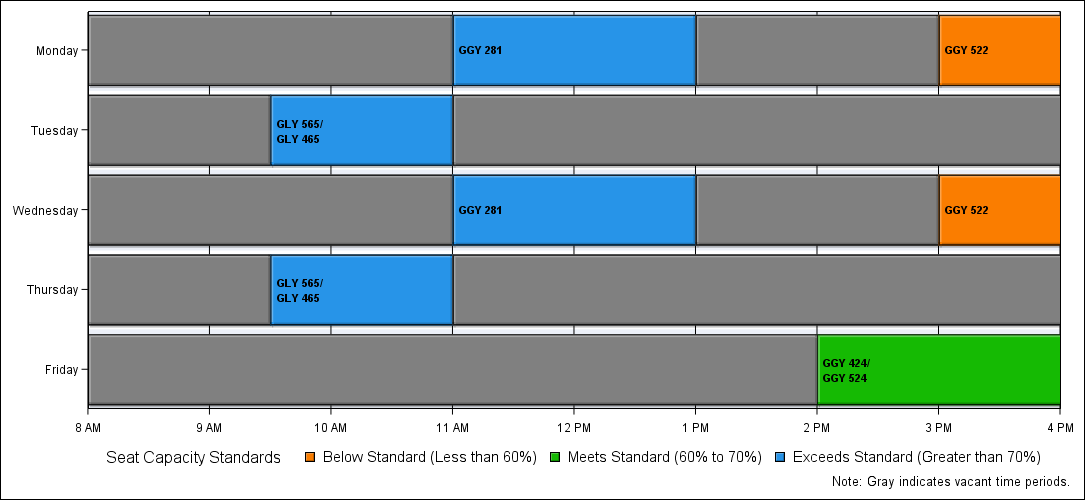 Monday
GGY 281
GGY 522
Tuesday
GLY 565/
GLY 465
Wednesday
GGY 281
GGY 522
Thursday
GLY 565/
GLY 465
Friday
GGY 424/
GGY 524
8 AM 9 AM 10 AM 11 AM 12 PM 1 PM 2 PM 3 PM 4 PM
Seat Capacity Standards Below Standard (Less than 60%) Meets Standard (60% to 70%) Exceeds Standard (Greater than 70%)
Note: Gray indicates vacant time periods.